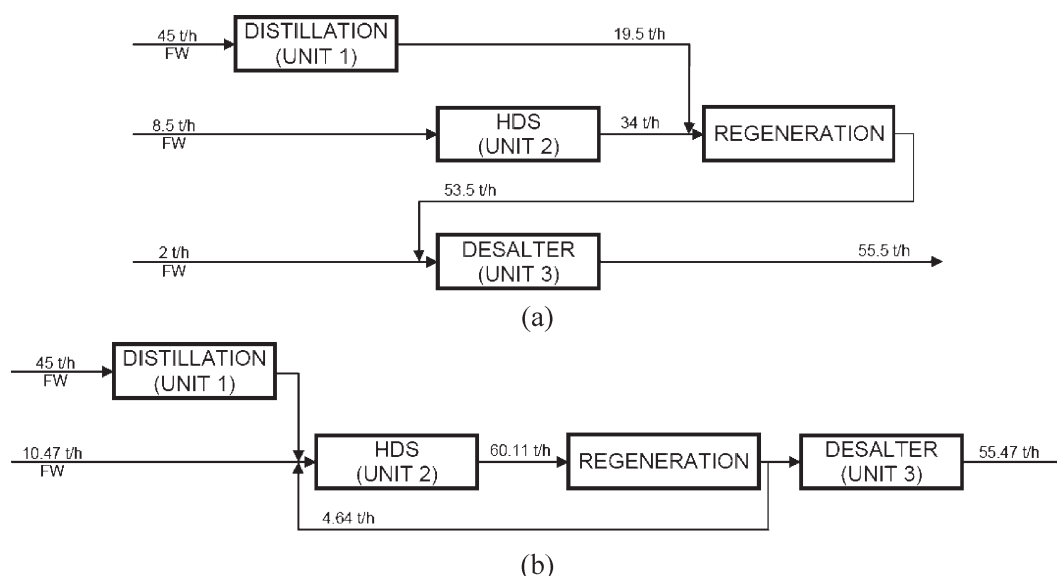 45 t/h
FW
DISTILLATION
(UNIT 1)
19.5 t/h
8.5 t/h
FW
HDS
(UNIT 2)
34 t/h
REGENERATION
53.5 t/h
2 t/h
FW
DESALTER
(UNIT 3)
55.5 t/h
(a)
45 t/h
FW
DISTILLATION
(UNIT 1)
10.47 t/h
FW
HDS
(UNIT 2)
60.11 t/h
REGENERATION
DESALTER
(UNIT 3)
55.47 t/h
4.64 t/h
(b)